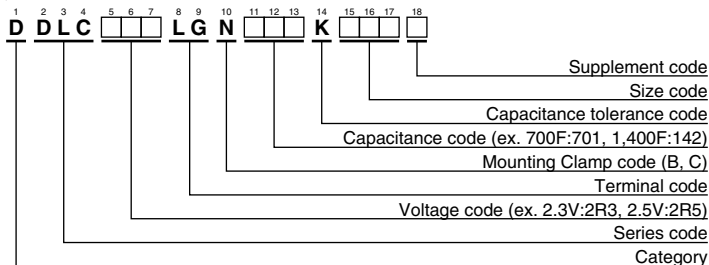 1 2 3 4 5 6 7 8 9 10 11 12 13 14 15 16 17 18
D DLC □□□ LG N □□□ K □□□ □
Supplement code
Size code
Capacitance tolerance code
Capacitance code (ex. 700F:701, 1,400F:142)
Mounting Clamp code (B, C)
Terminal code
Voltage code (ex. 2.3V:2R3, 2.5V:2R5)
Series code
Category